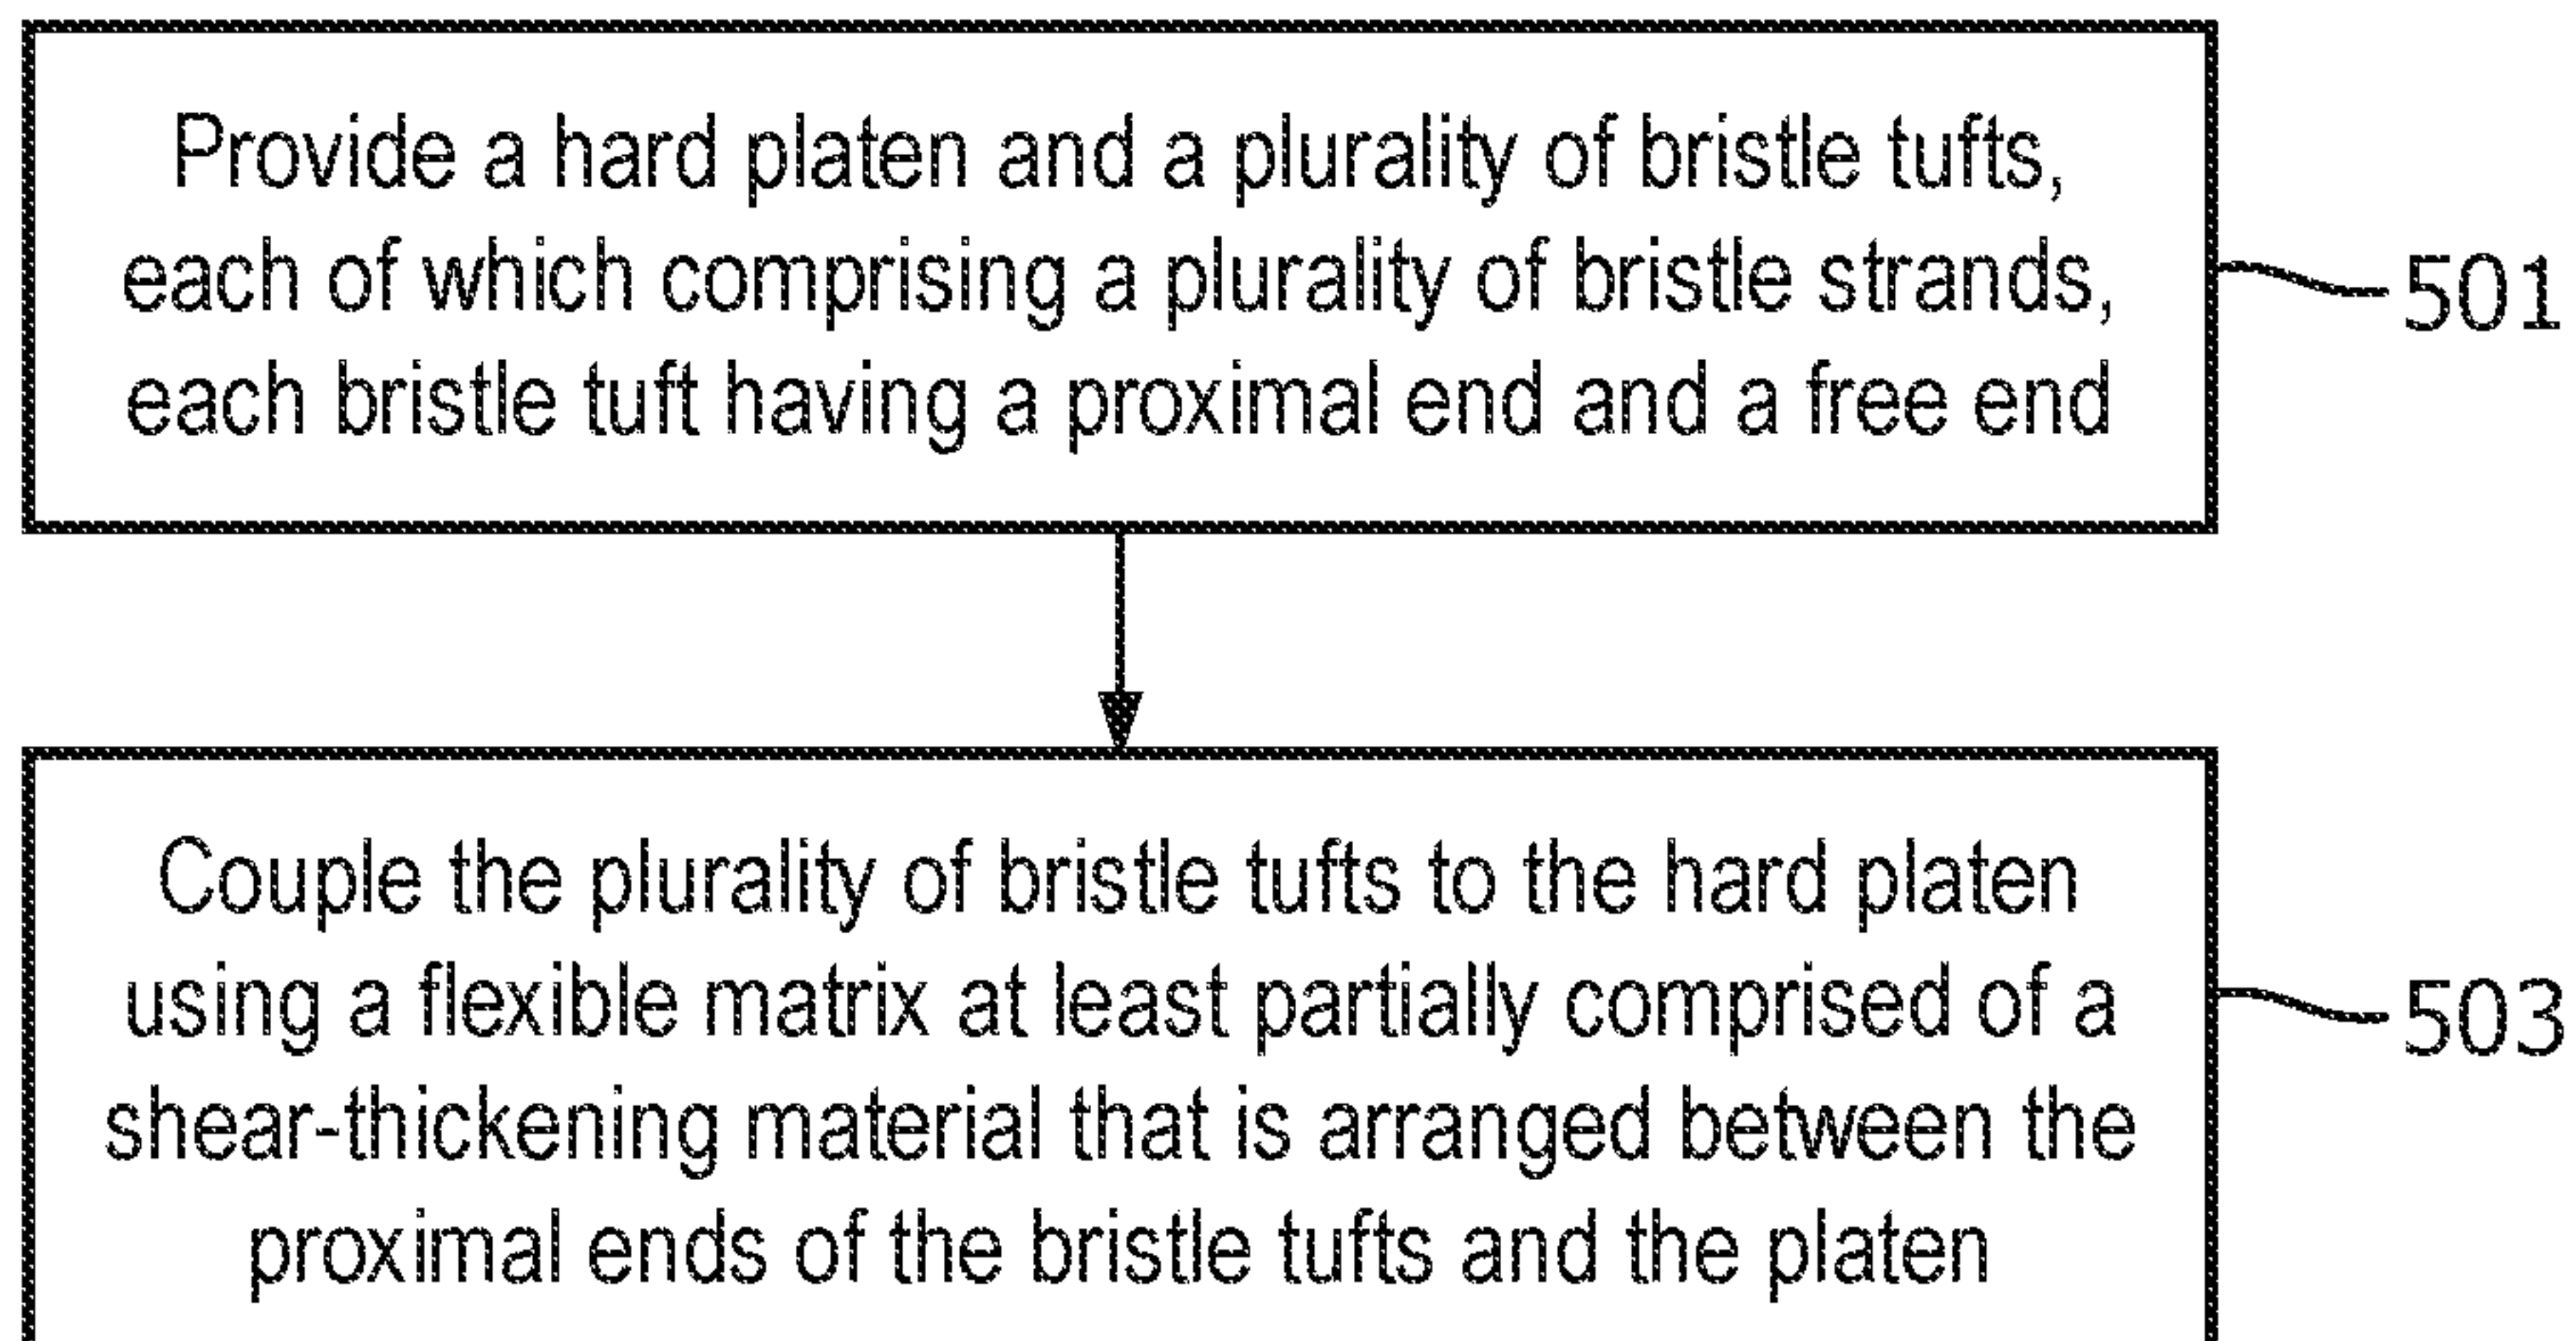 Provide a hard platen and a plurality of bristle tufts,
each of which comprising a plurality of bristle strands,
each bristle tuft having a proximal end and a free end
501
Couple the plurality of bristle tufts to the hard platen
using a flexible matrix at least partially comprised of a
shear-thickening material that is arranged between the
proximal ends of the bristle tufts and the platen
503